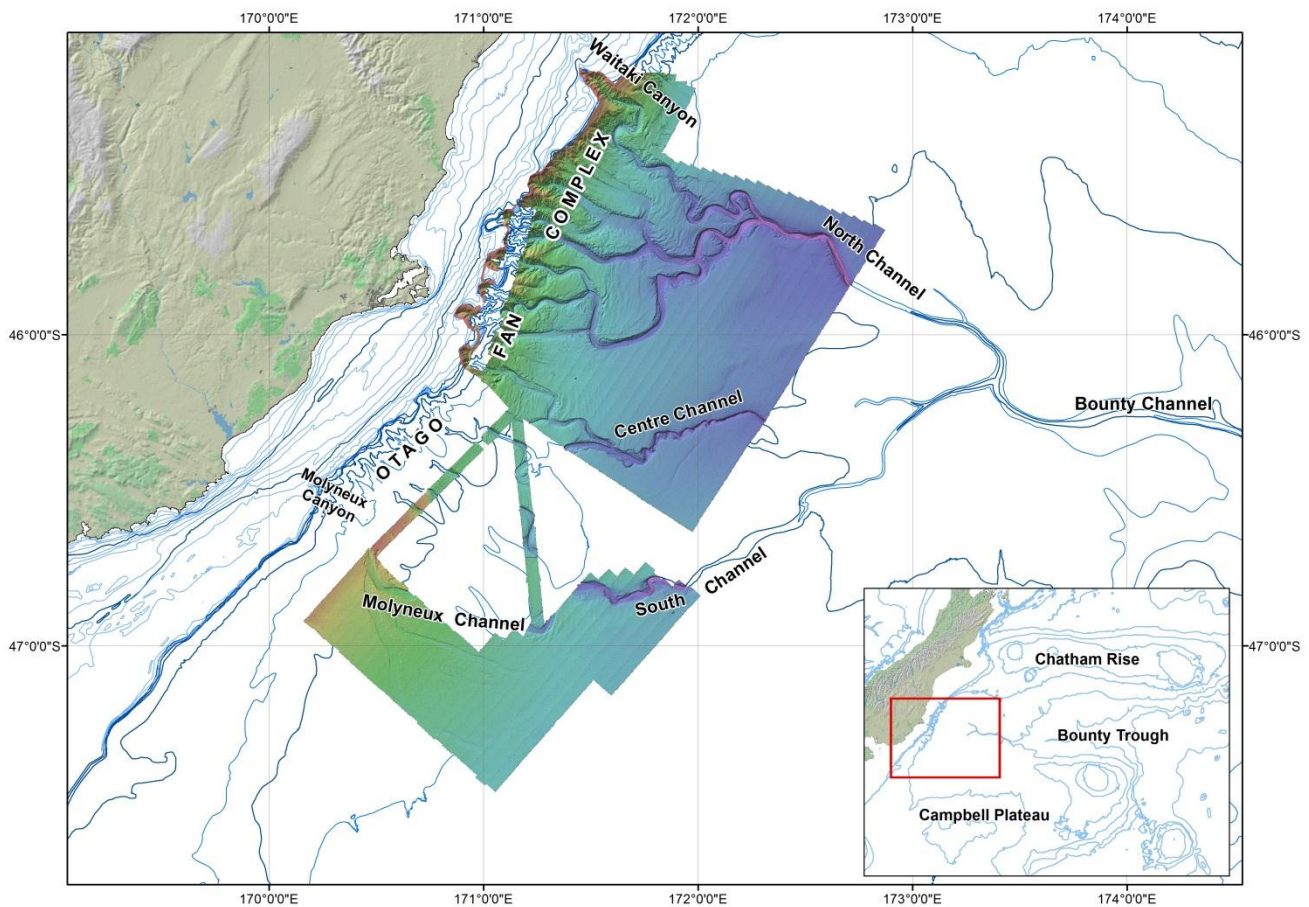 170°0'0"E
171°0'0"E
172°0'0"E
173°0'0"E
174°0'0"E
Waitaki Canyon
OTAGO FAN COMPLEX
North Channel
46°0'0"S
46°0'0"S
Centre Channel
Bounty Channel
Molyneux
Canyon
South Channel
Molyneux Channel
47°0'0"S
47°0'0"S
Chatham Rise
Bounty Trough
Campbell Plateau
170°0'0"E
171°0'0"E
172°0'0"E
173°0'0"E
174°0'0"E